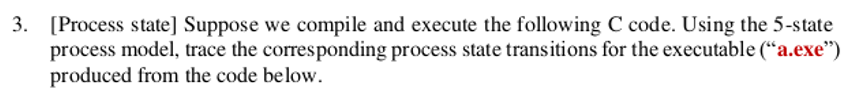 3. [Process state] Suppose we compile and execute the following C code. Using the 5-state
process model, trace the corresponding process state transitions for the executable (“a.exe”)
produced from the code below.